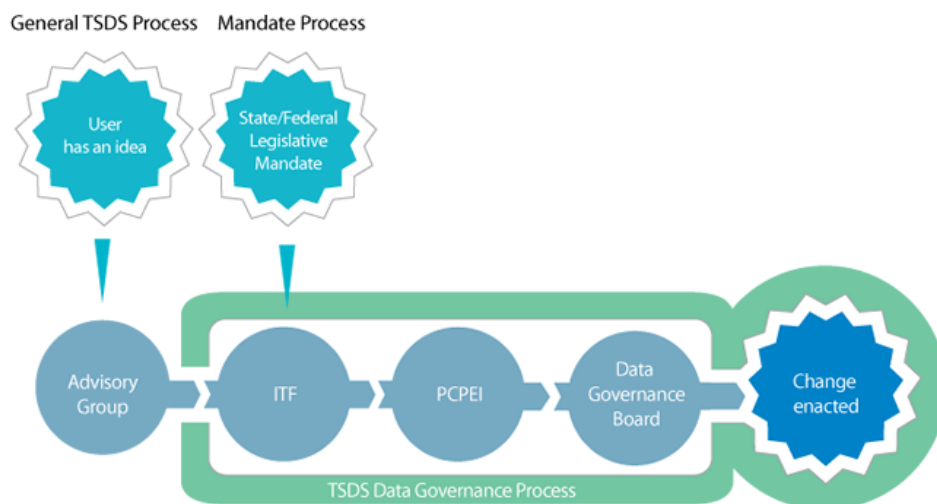 General TSDS Process
Mandate Process
User
has an idea
State/Federal
Legislative
Mandate
Advisory
Group
ITF
PCPEI
Data
Governance
Board
Change
enacted
TSDS Data Governance Process